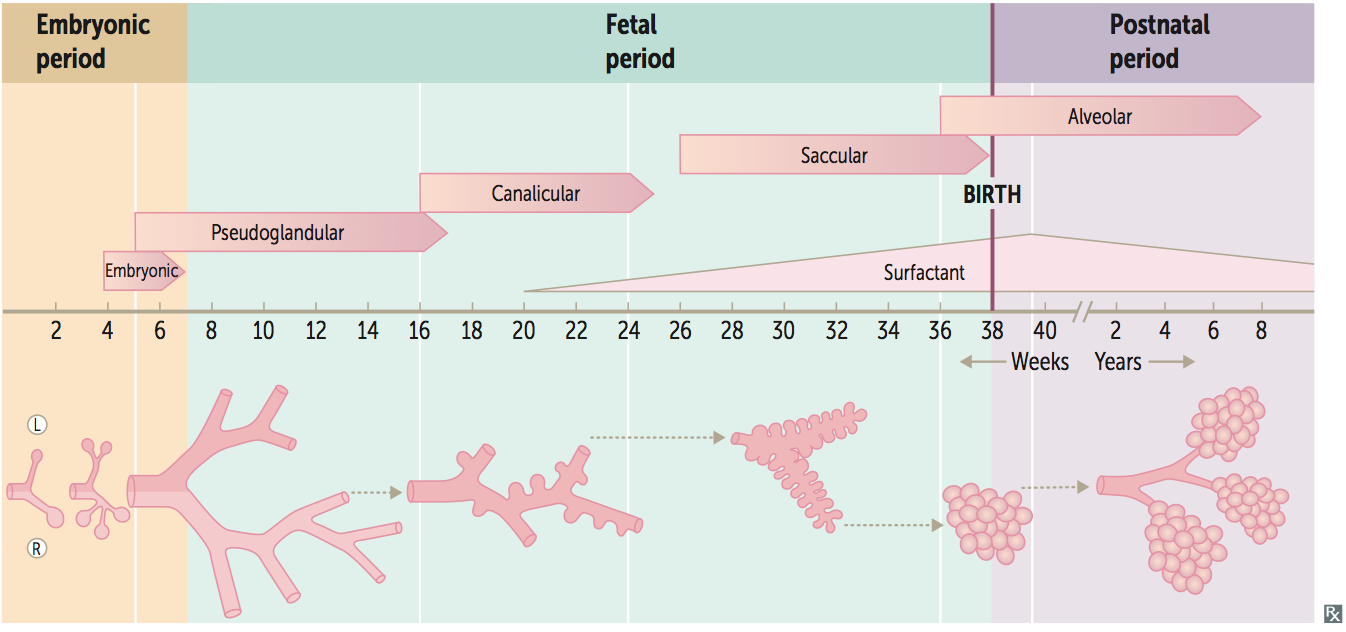 Embryonic
period
Fetal
period
Postnatal
period
Alveolar
Saccular
Canalicular
BIRTH
Pseudoglandular
Embryonic
Surfactant
2 4 6 8 10 12 14 16 18 20 22 24 26 28 30 32 34 36 38 40 2 4 6 8
Weeks Years
L
R
Rx